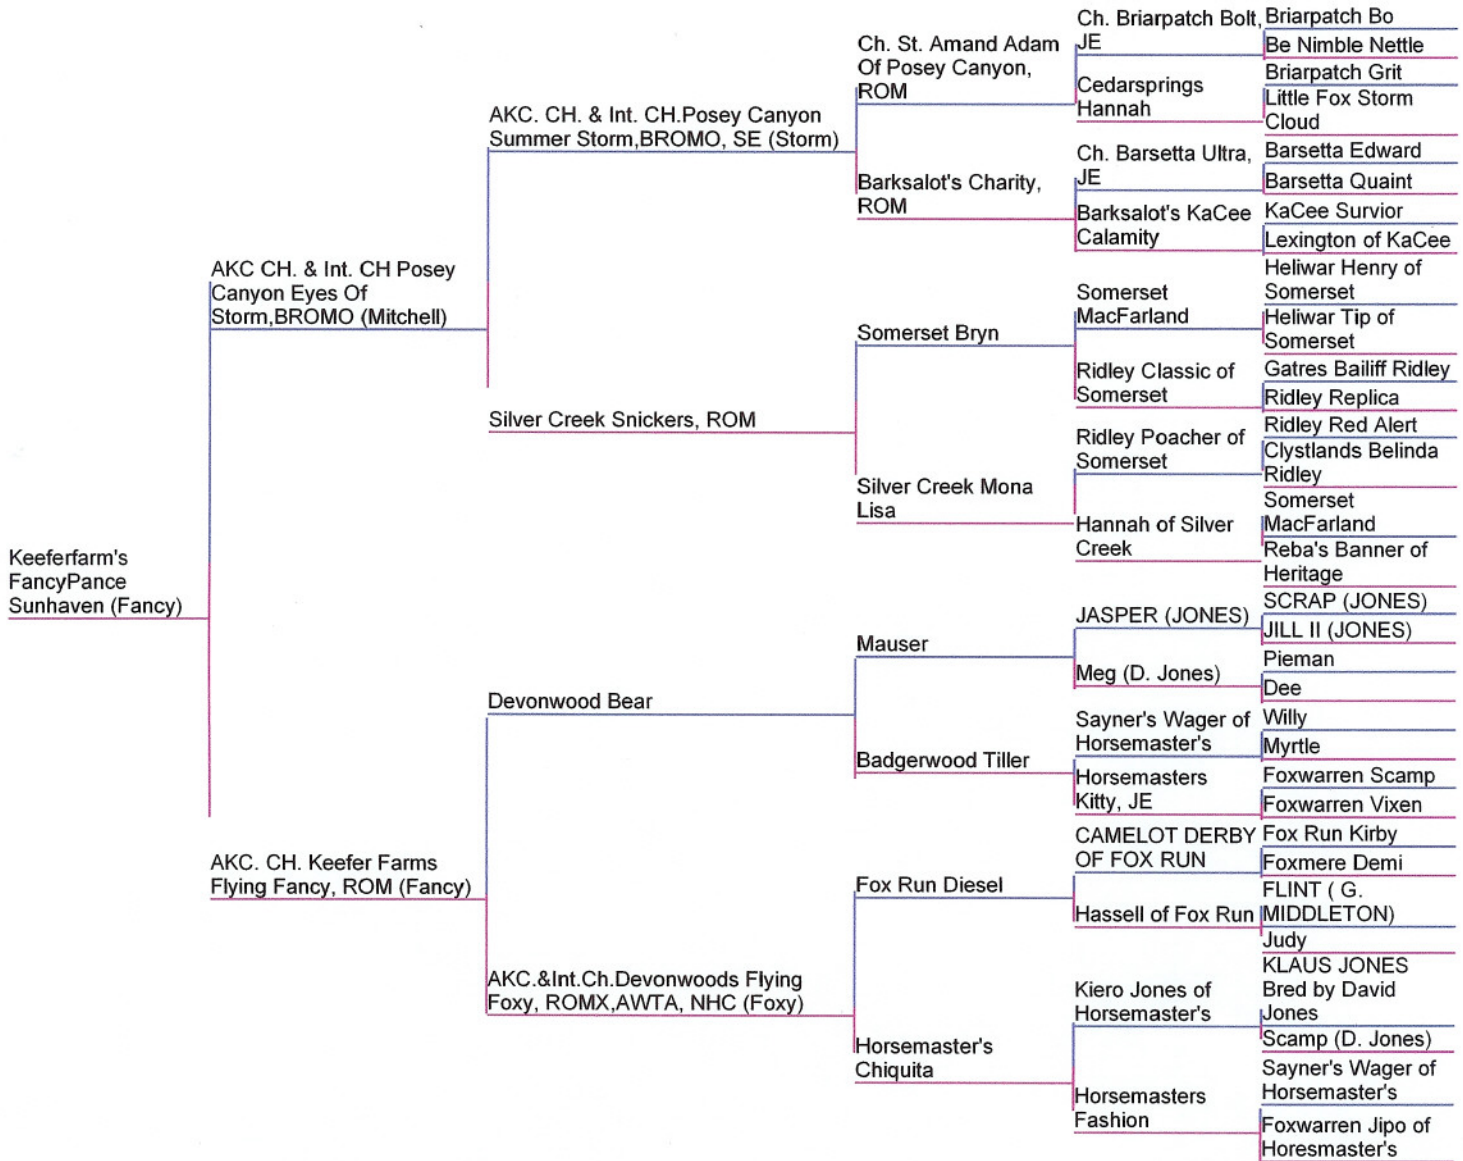 Keeferfarm's
FancyPance
Sunhaven (Fancy)
AKC CH. & Int. CH Posey
Canyon Eyes Of
Storm,BROMO (Mitchell)
AKC. CH. Keefer Farms
Flying Fancy, ROM (Fancy)
AKC. CH. & Int. CH.Posey Canyon
Summer Storm,BROMO, SE (Storm)
Silver Creek Snickers, ROM
Devonwood Bear
AKC.&Int.Ch.Devonwoods Flying
Foxy, ROMX,AWTA, NHC (Foxy)
Ch. St. Amand Adam
Of Posey Canyon,
ROM
Barksalot's Charity,
ROM
Somerset Bryn
Silver Creek Mona
Lisa
Mauser
Badgerwood Tiller
Fox Run Diesel
Horsemaster's
Chiquita
Ch. Briarpatch Bolt,
JE
Cedarsprings
Hannah
Ch. Barsetta Ultra,
JE
Barksalot's KaCee
Calamity
Somerset
MacFarland
Ridley Classic of
Somerset
Ridley Poacher of
Somerset
Hannah of Silver
Creek
JASPER (JONES)
Meg (D. Jones)
Sayner's Wager of
Horsemaster's
Horsemasters
Kitty, JE
CAMELOT DERBY
OF FOX RUN
Hassell of Fox Run
Kiero Jones of
Horsemaster's
Horsemasters
Fashion
Briarpatch Bo
Be Nimble Nettle
Briarpatch Grit
Little Fox Storm
Cloud
Barsetta Edward
Barsetta Quaint
KaCee Survior
Lexington of KaCee
Heliwar Henry of
Somerset
Heliwar Tip of
Somerset
Gatres Bailiff Ridley
Ridley Replica
Ridley Red Alert
Clystlands Belinda
Ridley
Somerset
MacFarland
Reba's Banner of
Heritage
SCRAP (JONES)
JILL II (JONES)
Pieman
Dee
Willy
Myrtle
Foxwarren Scamp
Foxwarren Vixen
Fox Run Kirby
Foxmere Demi
FLINT ( G.
MIDDLETON)
Judy
KLAUS JONES
Bred by David
Jones
Scamp (D. Jones)
Sayner's Wager of
Horsemaster's
Foxwarren Jipo of
Horesmaster's